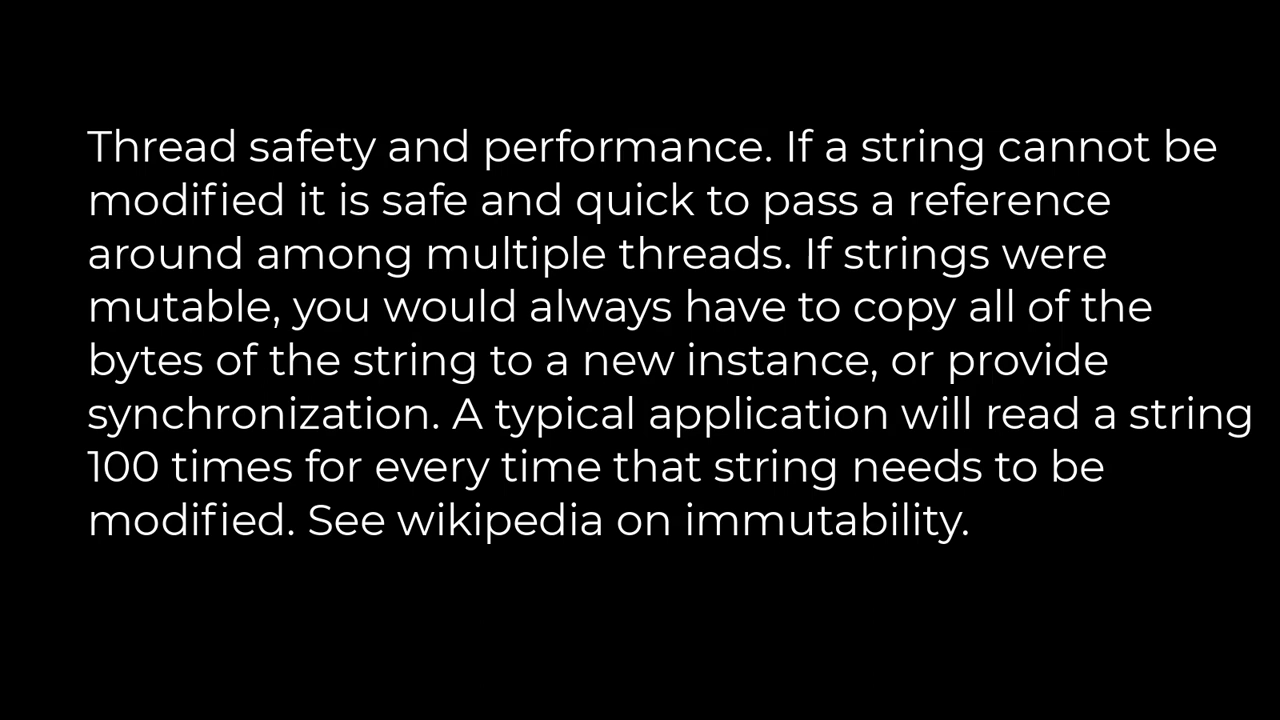 Thread safety and performance. If a string cannot be
modified it is safe and quick to pass a reference
around among multiple threads. If strings were
mutable, you would always have to copy all of the
bytes of the string to a new instance, or provide
synchronization. A typical application will read a string
100 times for every time that string needs to be
modified. See wikipedia on immutability.